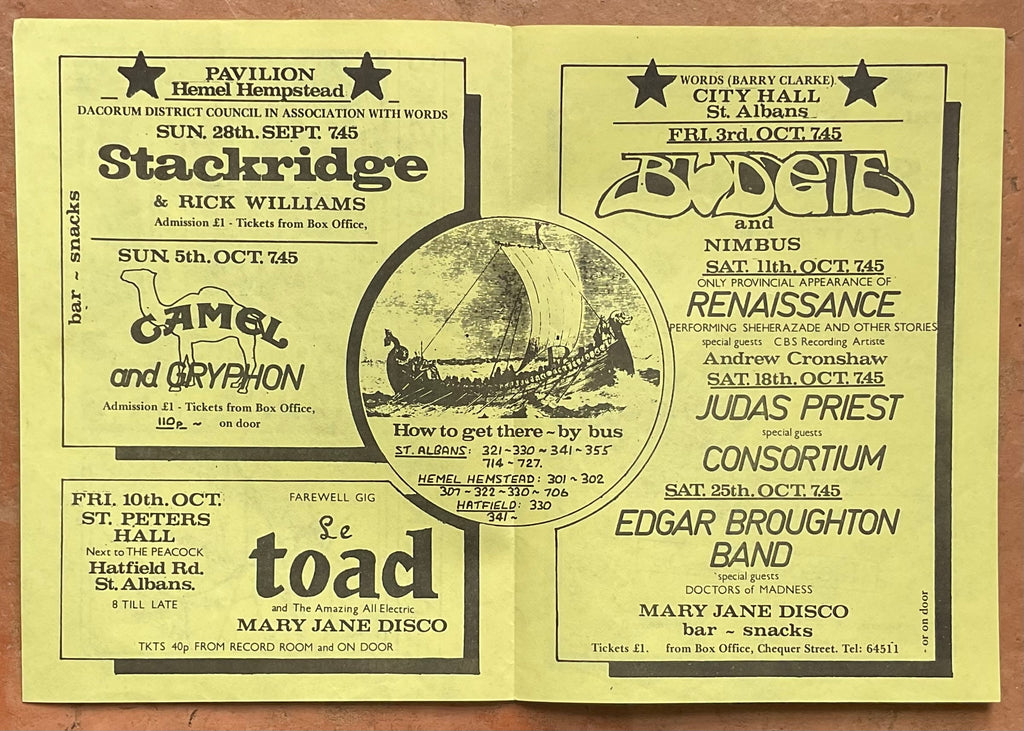 PAVILION
Hemel Hempstead
DACORUM DISTRICT COUNCIL IN ASSOCIATION WITH WORDS
SUN. 28th. SEPT. 7.45
Stackridge
& RICK WILLIAMS
Admission £1 - Tickets from Box Office,
bar ~ snacks
SUN. 5th. OCT. 7.45
CAMEL
and GRYPHON
Admission £1 - Tickets from Box Office,
110p ~ on door
FRI. 10th. OCT.
ST. PETERS
HALL
Next to THE PEACOCK
Hatfield Rd.
St. Albans.
8 TILL LATE
FAREWELL GIG
Le
toad
and The Amazing All Electric
MARY JANE DISCO
TKTS 40p FROM RECORD ROOM and ON DOOR
How to get there ~ by bus
ST. ALBANS: 321 ~ 330 ~ 341 ~ 355
714 ~ 727.
HEMEL HEMSTEAD: 301 ~ 302
307 ~ 322 ~ 330 ~ 706
HATFIELD: 330
341 ~
WORDS (BARRY CLARKE).
CITY HALL
St. Albans
FRI. 3rd. OCT. 7.45
BUDGIE
and
NIMBUS
SAT. 11th. OCT. 7.45
ONLY PROVINCIAL APPEARANCE OF
RENAISSANCE
PERFORMING SHEHERAZADE AND OTHER STORIES
special guests CBS Recording Artiste
Andrew Cronshaw
SAT. 18th. OCT. 7.45
JUDAS PRIEST
special guests
CONSORTIUM
SAT. 25th. OCT. 7.45
EDGAR BROUGHTON
BAND
special guests
DOCTORS of MADNESS
MARY JANE DISCO
bar ~ snacks
Tickets £1. from Box Office, Chequer Street. Tel: 64511
- or on door